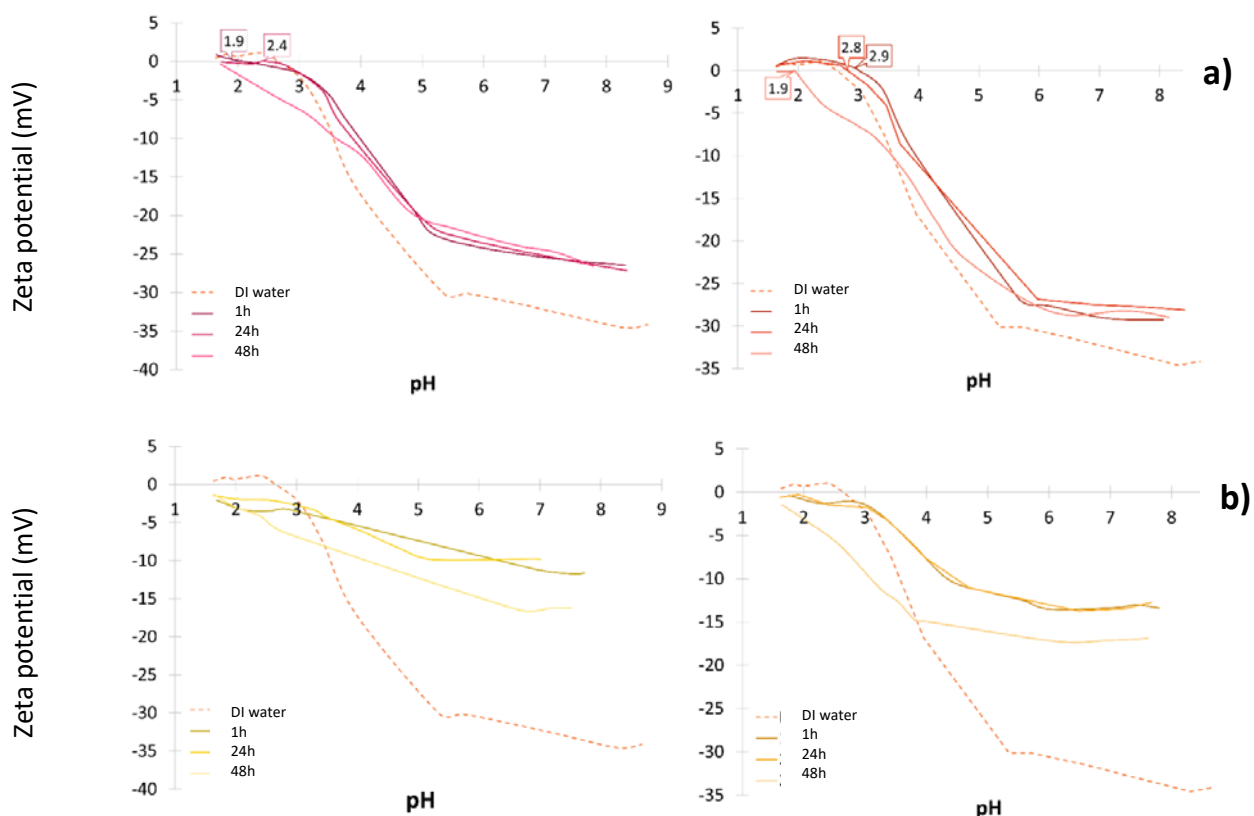 Zeta potential (mV)
5
0
-5
-10
-15
-20
-25
-30
-35
-40
1 2 3 4 5 6 7 8 9
1.9
2.4
DI water
1h
24h
48h
pH
5
0
-5
-10
-15
-20
-25
-30
-35
1 2 3 4 5 6 7 8
2.8
2.9
1.9
DI water
1h
24h
48h
pH
a)
Zeta potential (mV)
5
0
-5
-10
-15
-20
-25
-30
-35
-40
1 2 3 4 5 6 7 8 9
DI water
1h
24h
48h
pH
5
0
-5
-10
-15
-20
-25
-30
-35
1 2 3 4 5 6 7 8
DI water
1h
24h
48h
pH
b)